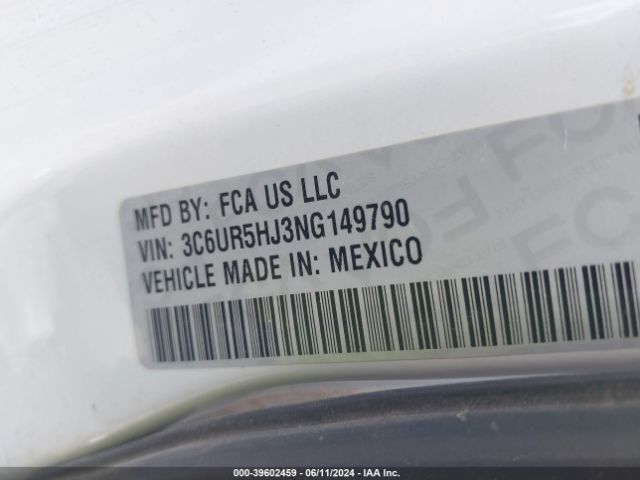 MFD BY: FCA US LLC
VIN: 3C6UR5HJ3NG149790
VEHICLE MADE IN: MEXICO
000-39602459 - 06/11/2024 - IAA Inc.